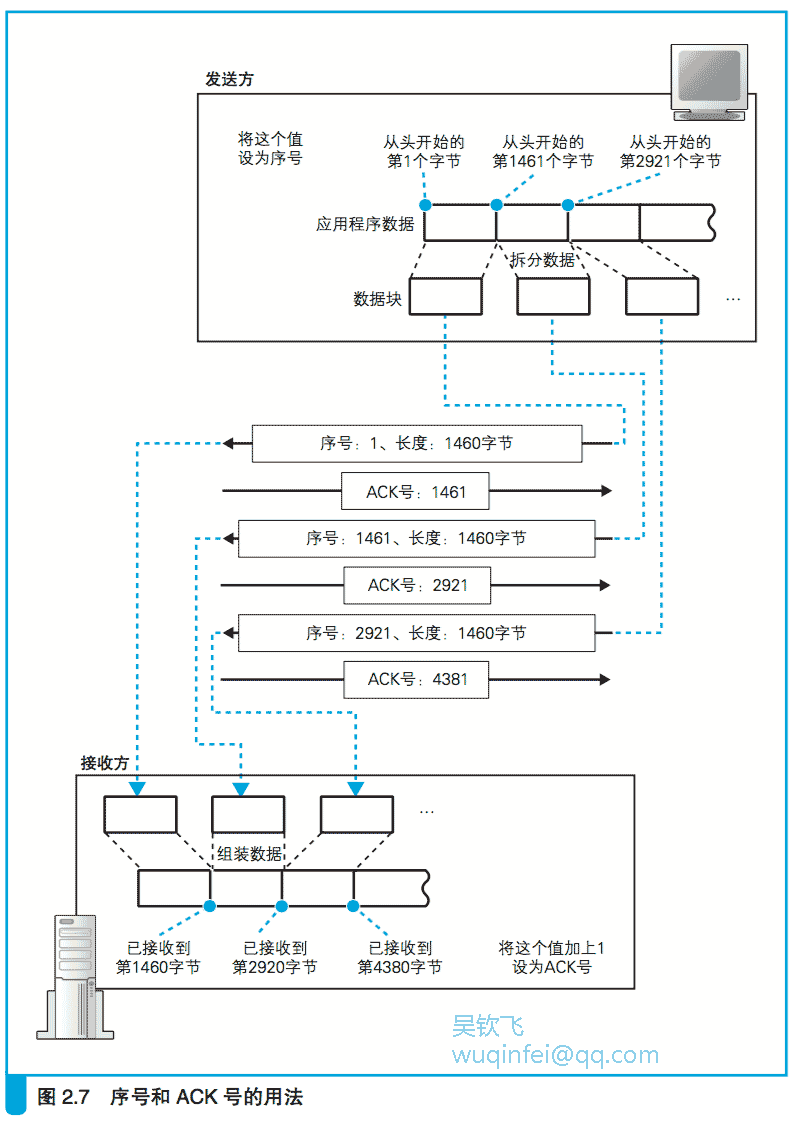 发送方
将这个值
设为序号
从头开始的
第1个字节
从头开始的
第1461个字节
从头开始的
第2921个字节
应用程序数据
拆分数据
数据块
…
序号：1、长度：1460字节
ACK号：1461
序号：1461、长度：1460字节
ACK号：2921
序号：2921、长度：1460字节
ACK号：4381
接收方
…
组装数据
已接收到
第1460字节
已接收到
第2920字节
已接收到
第4380字节
将这个值加上1
设为ACK号
吴钦飞
wuqinfei@qq.com
图 2.7 序号和 ACK 号的用法